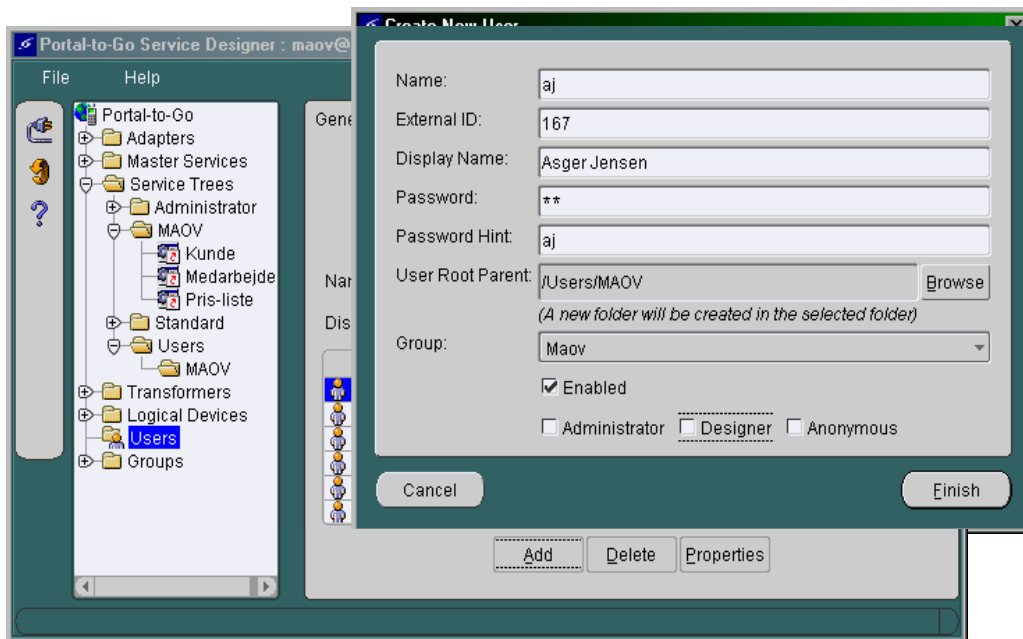 Create New User
Portal-to-Go Service Designer : maov@
File Help
Portal-to-Go
Adapters
Master Services
Service Trees
Administrator
MAOV
Kunde
Medarbejde
Pris-liste
Standard
Users
MAOV
Transformers
Logical Devices
Users
Groups
Gene
Nar
Dis
Name: aj
External ID: 167
Display Name: Asger Jensen
Password: **
Password Hint: aj
User Root Parent: /Users/MAOV Browse
(A new folder will be created in the selected folder)
Group: Maov
Enabled
Administrator Designer Anonymous
Cancel Finish
Add Delete Properties